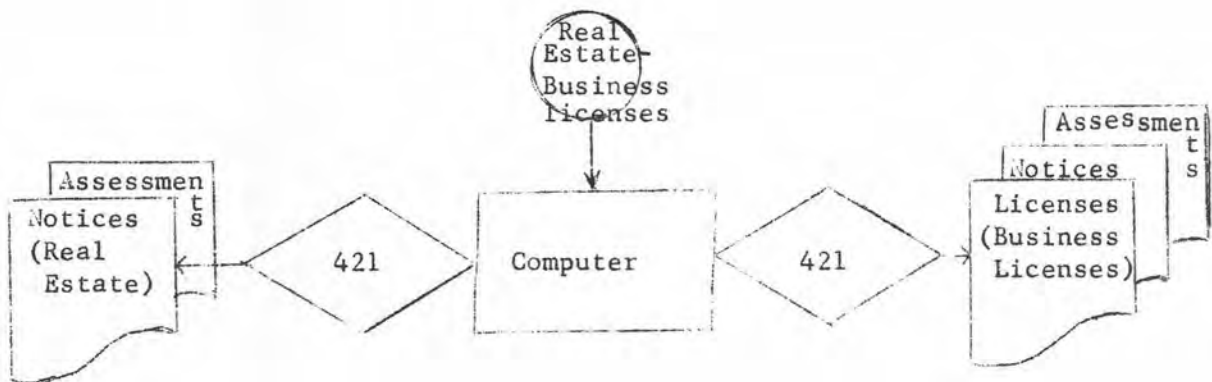 Real
Estate-
Business
licenses
Assessmen
t
s
Notices
(Real
Estate)
421
Computer
421
Assessmen
t
s
Notices
Licenses
(Business
Licenses)